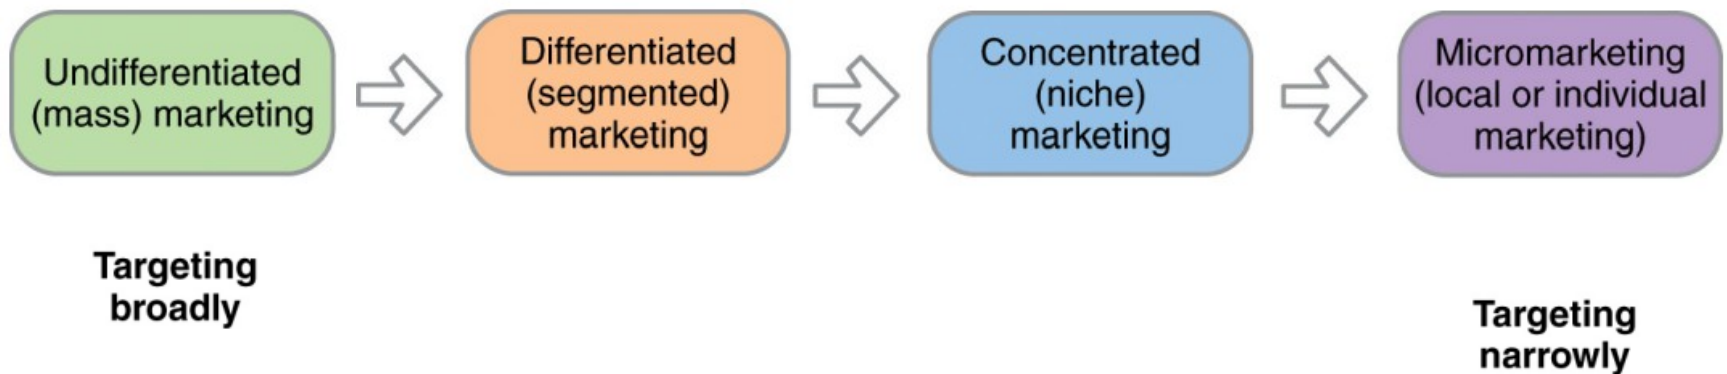 Undifferentiated
(mass) marketing
Differentiated
(segmented)
marketing
Concentrated
(niche)
marketing
Micromarketing
(local or individual
marketing)
Targeting
broadly
Targeting
narrowly